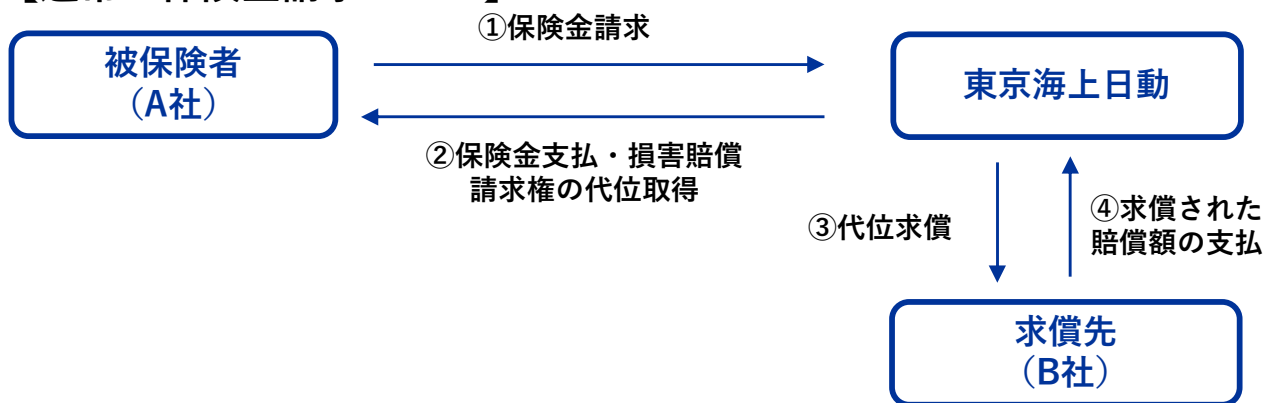 ①保険金請求
被保険者
（A社）
東京海上日動
②保険金支払・損害賠償
請求権の代位取得
③代位求償
④求償された
賠償額の支払
求償先
（B社）